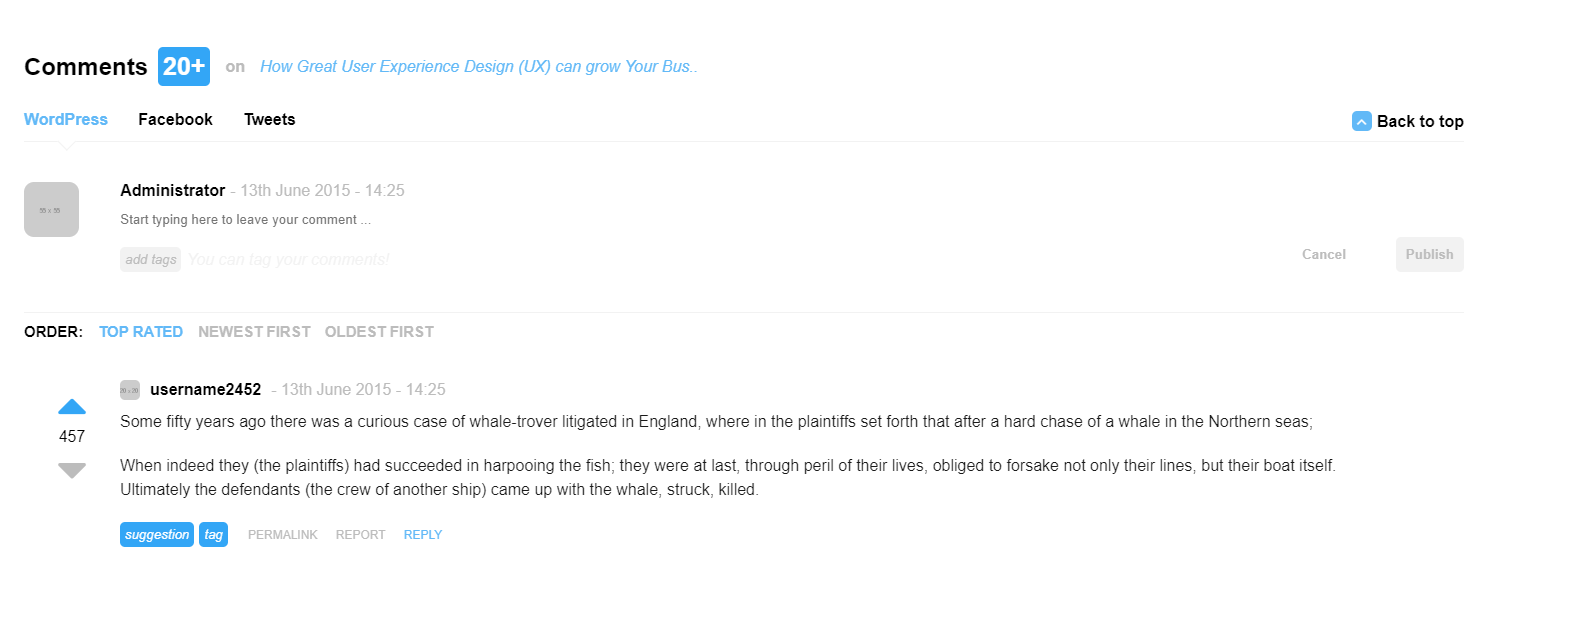 Comments 20+ on How Great User Experience Design (UX) can grow Your Bus..
WordPress Facebook Tweets Back to top
55 x 55
Administrator - 13th June 2015 - 14:25
Start typing here to leave your comment ...
add tags You can tag your comments!
Cancel Publish
ORDER: TOP RATED NEWEST FIRST OLDEST FIRST
20 x 20 username2452 - 13th June 2015 - 14:25
457
Some fifty years ago there was a curious case of whale-trover litigated in England, where in the plaintiffs set forth that after a hard chase of a whale in the Northern seas;
When indeed they (the plaintiffs) had succeeded in harpooing the fish; they were at last, through peril of their lives, obliged to forsake not only their lines, but their boat itself.
Ultimately the defendants (the crew of another ship) came up with the whale, struck, killed.
suggestion tag PERMALINK REPORT REPLY